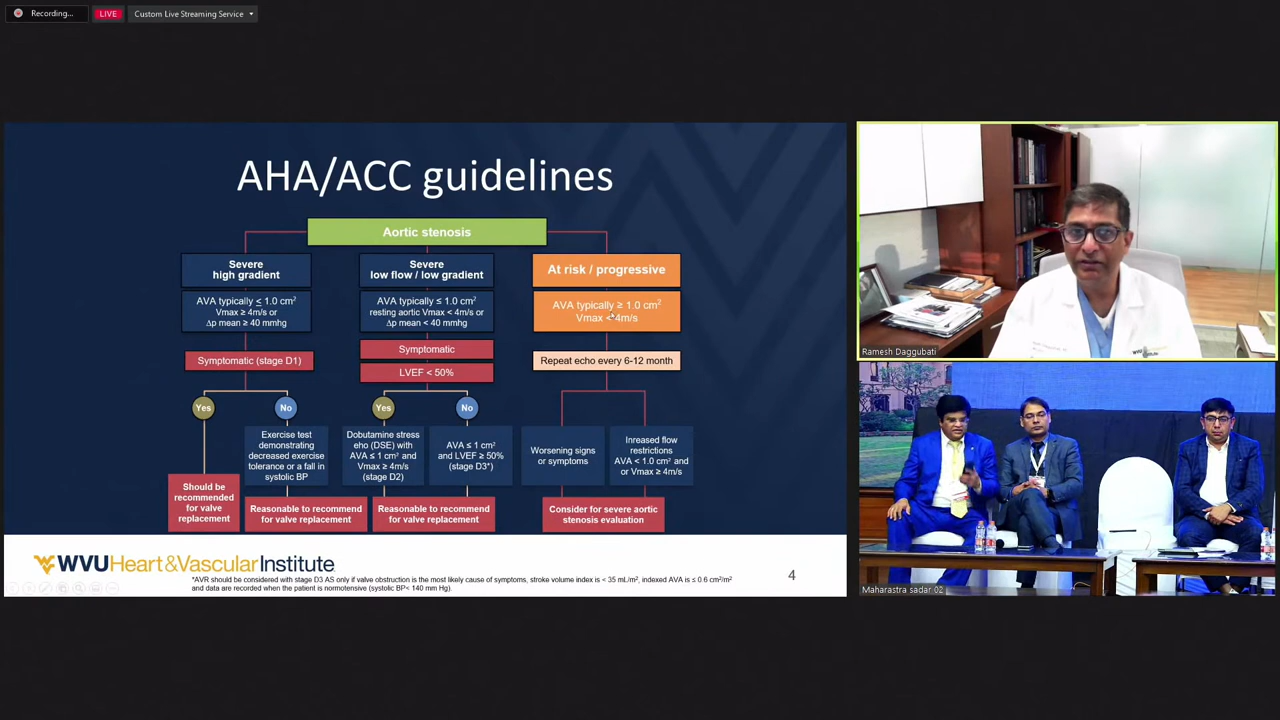 Recording...
LIVE
Custom Live Streaming Service
AHA/ACC guidelines
Aortic stenosis
Severe
high gradient
AVA typically ≤ 1.0 cm²
Vmax ≥ 4m/s or
Δp mean ≥ 40 mmhg
Symptomatic (stage D1)
Yes
No
Should be
recommended
for valve
replacement
Exercise test
demonstrating
decreased exercise
tolerance or a fall in
systolic BP
Reasonable to recommend
for valve replacement
Severe
low flow / low gradient
AVA typically ≤ 1.0 cm²
resting aortic Vmax < 4m/s or
Δp mean < 40 mmhg
Symptomatic
LVEF < 50%
Yes
No
Dobutamine stress
eho (DSE) with
AVA ≤ 1 cm² and
Vmax ≥ 4m/s
(stage D2)
AVA ≤ 1 cm²
and LVEF ≥ 50%
(stage D3*)
Reasonable to recommend
for valve replacement
At risk / progressive
AVA typically ≥ 1.0 cm²
Vmax < 4m/s
Repeat echo every 6-12 month
Worsening signs
or symptoms
Inreased flow
restrictions
AVA < 1.0 cm² and
or Vmax ≥ 4m/s
Consider for severe aortic
stenosis evaluation
WVU Heart & Vascular Institute
*AVR should be considered with stage D3 AS only if valve obstruction is the most likely cause of symptoms, stroke volume index is < 35 mL/m², indexed AVA is ≤ 0.6 cm²/m²
and data are recorded when the patient is normotensive (systolic BP< 140 mm Hg).
4
Ramesh Daggubati
Maharastra sadar 02